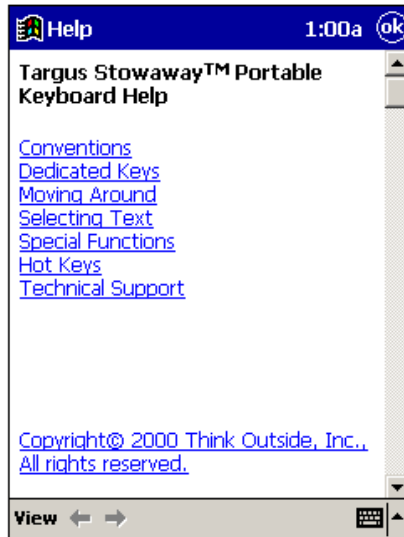 Help 1:00a ok
Targus Stowaway™ Portable
Keyboard Help
Conventions
Dedicated Keys
Moving Around
Selecting Text
Special Functions
Hot Keys
Technical Support
Copyright© 2000 Think Outside, Inc.,
All rights reserved.
View